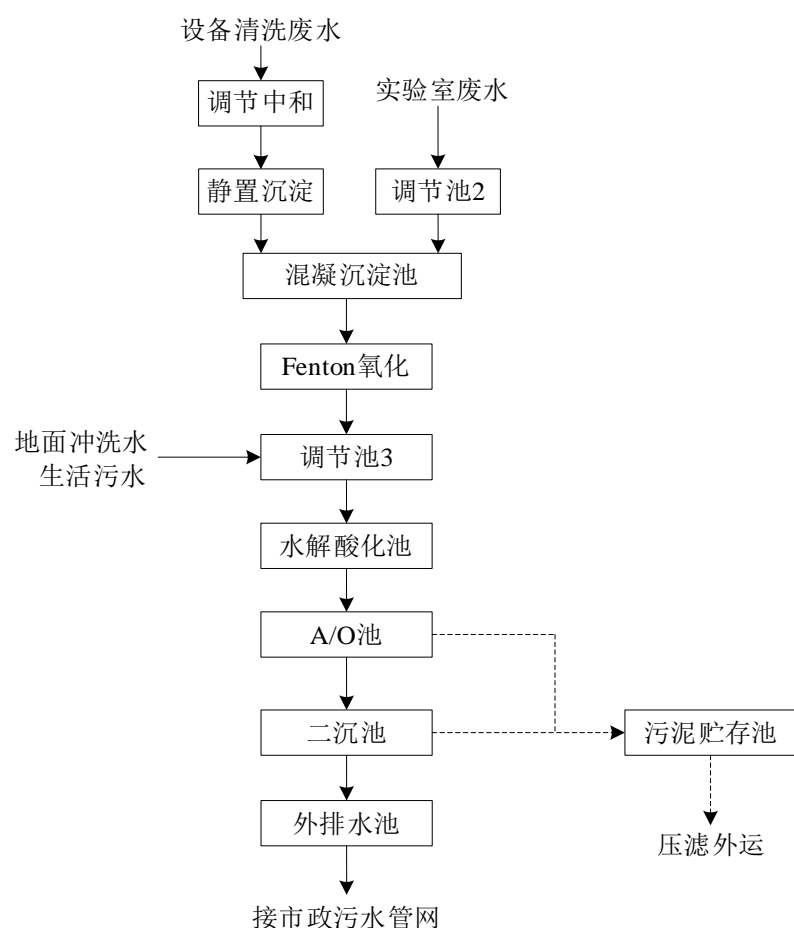 设备清洗废水
调节中和
实验室废水
静置沉淀
调节池2
混凝沉淀池
Fenton氧化
地面冲洗水
生活污水
调节池3
水解酸化池
A/O池
二沉池
污泥贮存池
外排水池
压滤外运
接市政污水管网